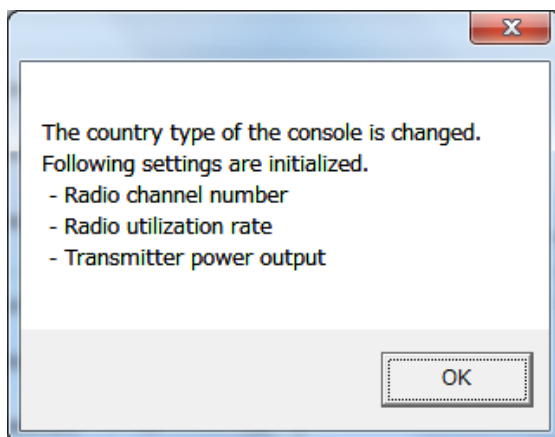 The country type of the console is changed.
Following settings are initialized.
- Radio channel number
- Radio utilization rate
- Transmitter power output
OK